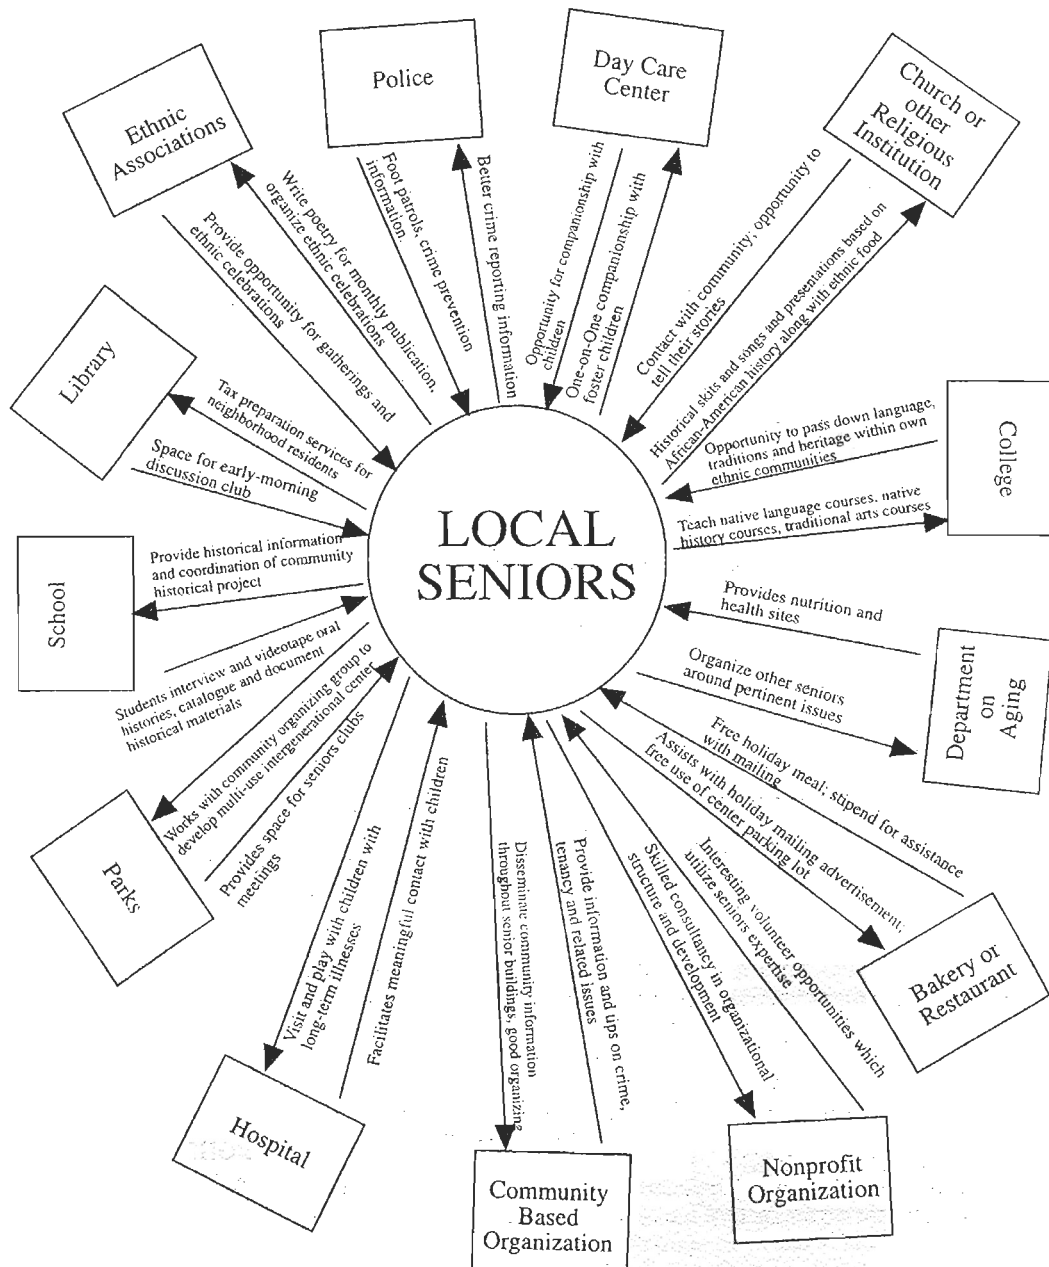 Ethnic
Associations
Police
Day Care
Center
Church or
other
Religious
Institution
College
Department
on
Aging
Bakery or
Restaurant
Nonprofit
Organization
Community
Based
Organization
Hospital
Parks
School
Library
LOCAL
SENIORS
Provide opportunity for gatherings and
ethnic celebrations
Write poetry for monthly publication,
organize ethnic celebrations
Foot patrols, crime prevention
information.
Better crime reporting information
Opportunity for companionship with
children
One-on-One companionship with
foster children
Contact with community; opportunity to
tell their stories
Historical skits and songs and presentations based on
African-American history along with ethnic food
Opportunity to pass down language,
traditions and heritage within own
ethnic communities
Teach native language courses, native
history courses, traditional arts courses
Provides nutrition and
health sites
Organize other seniors
around pertinent issues
Free holiday meal; stipend for assistance
with mailing
Assists with holiday mailing advertisement;
free use of center parking lot
Interesting volunteer opportunities which
utilize seniors expertise
Skilled consultancy in organizational
structure and development
Provide information and tips on crime,
tenancy and related issues
Disseminate community information
throughout senior buildings, good organizing
Facilitates meaningful contact with children
Visit and play with children with
long-term illnesses
Provides space for seniors clubs
meetings
Works with community organizing group to
develop multi-use intergenerational center
Students interview and videotape oral
histories, catalogue and document
historical materials
Provide historical information
and coordination of community
historical project
Space for early-morning
discussion club
Tax preparation services for
neighborhood residents